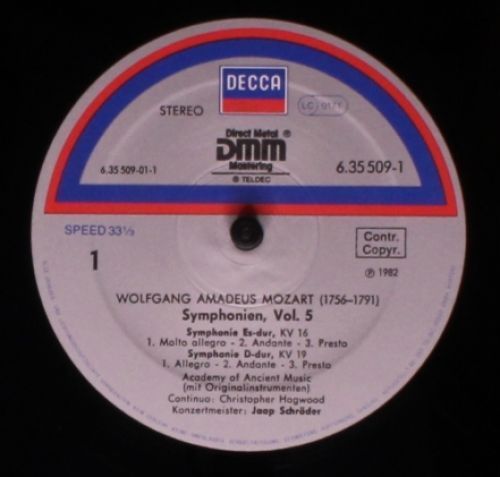 DECCA
STEREO
LC 0171
Direct Metal ®
DMM
Mastering
® TELDEC
6.35 509-01-1
6.35 509-1
SPEED 33⅓
1
Contr.
Copyr.
℗ 1982
WOLFGANG AMADEUS MOZART (1756–1791)
Symphonien, Vol. 5
Symphonie Es-dur, KV 16
1. Molto allegro - 2. Andante - 3. Presto
Symphonie D-dur, KV 19
1. Allegro - 2. Andante - 3. Presto
Academy of Ancient Music
(mit Originalinstrumenten)
Continuo: Christopher Hogwood
Konzertmeister: Jaap Schröder